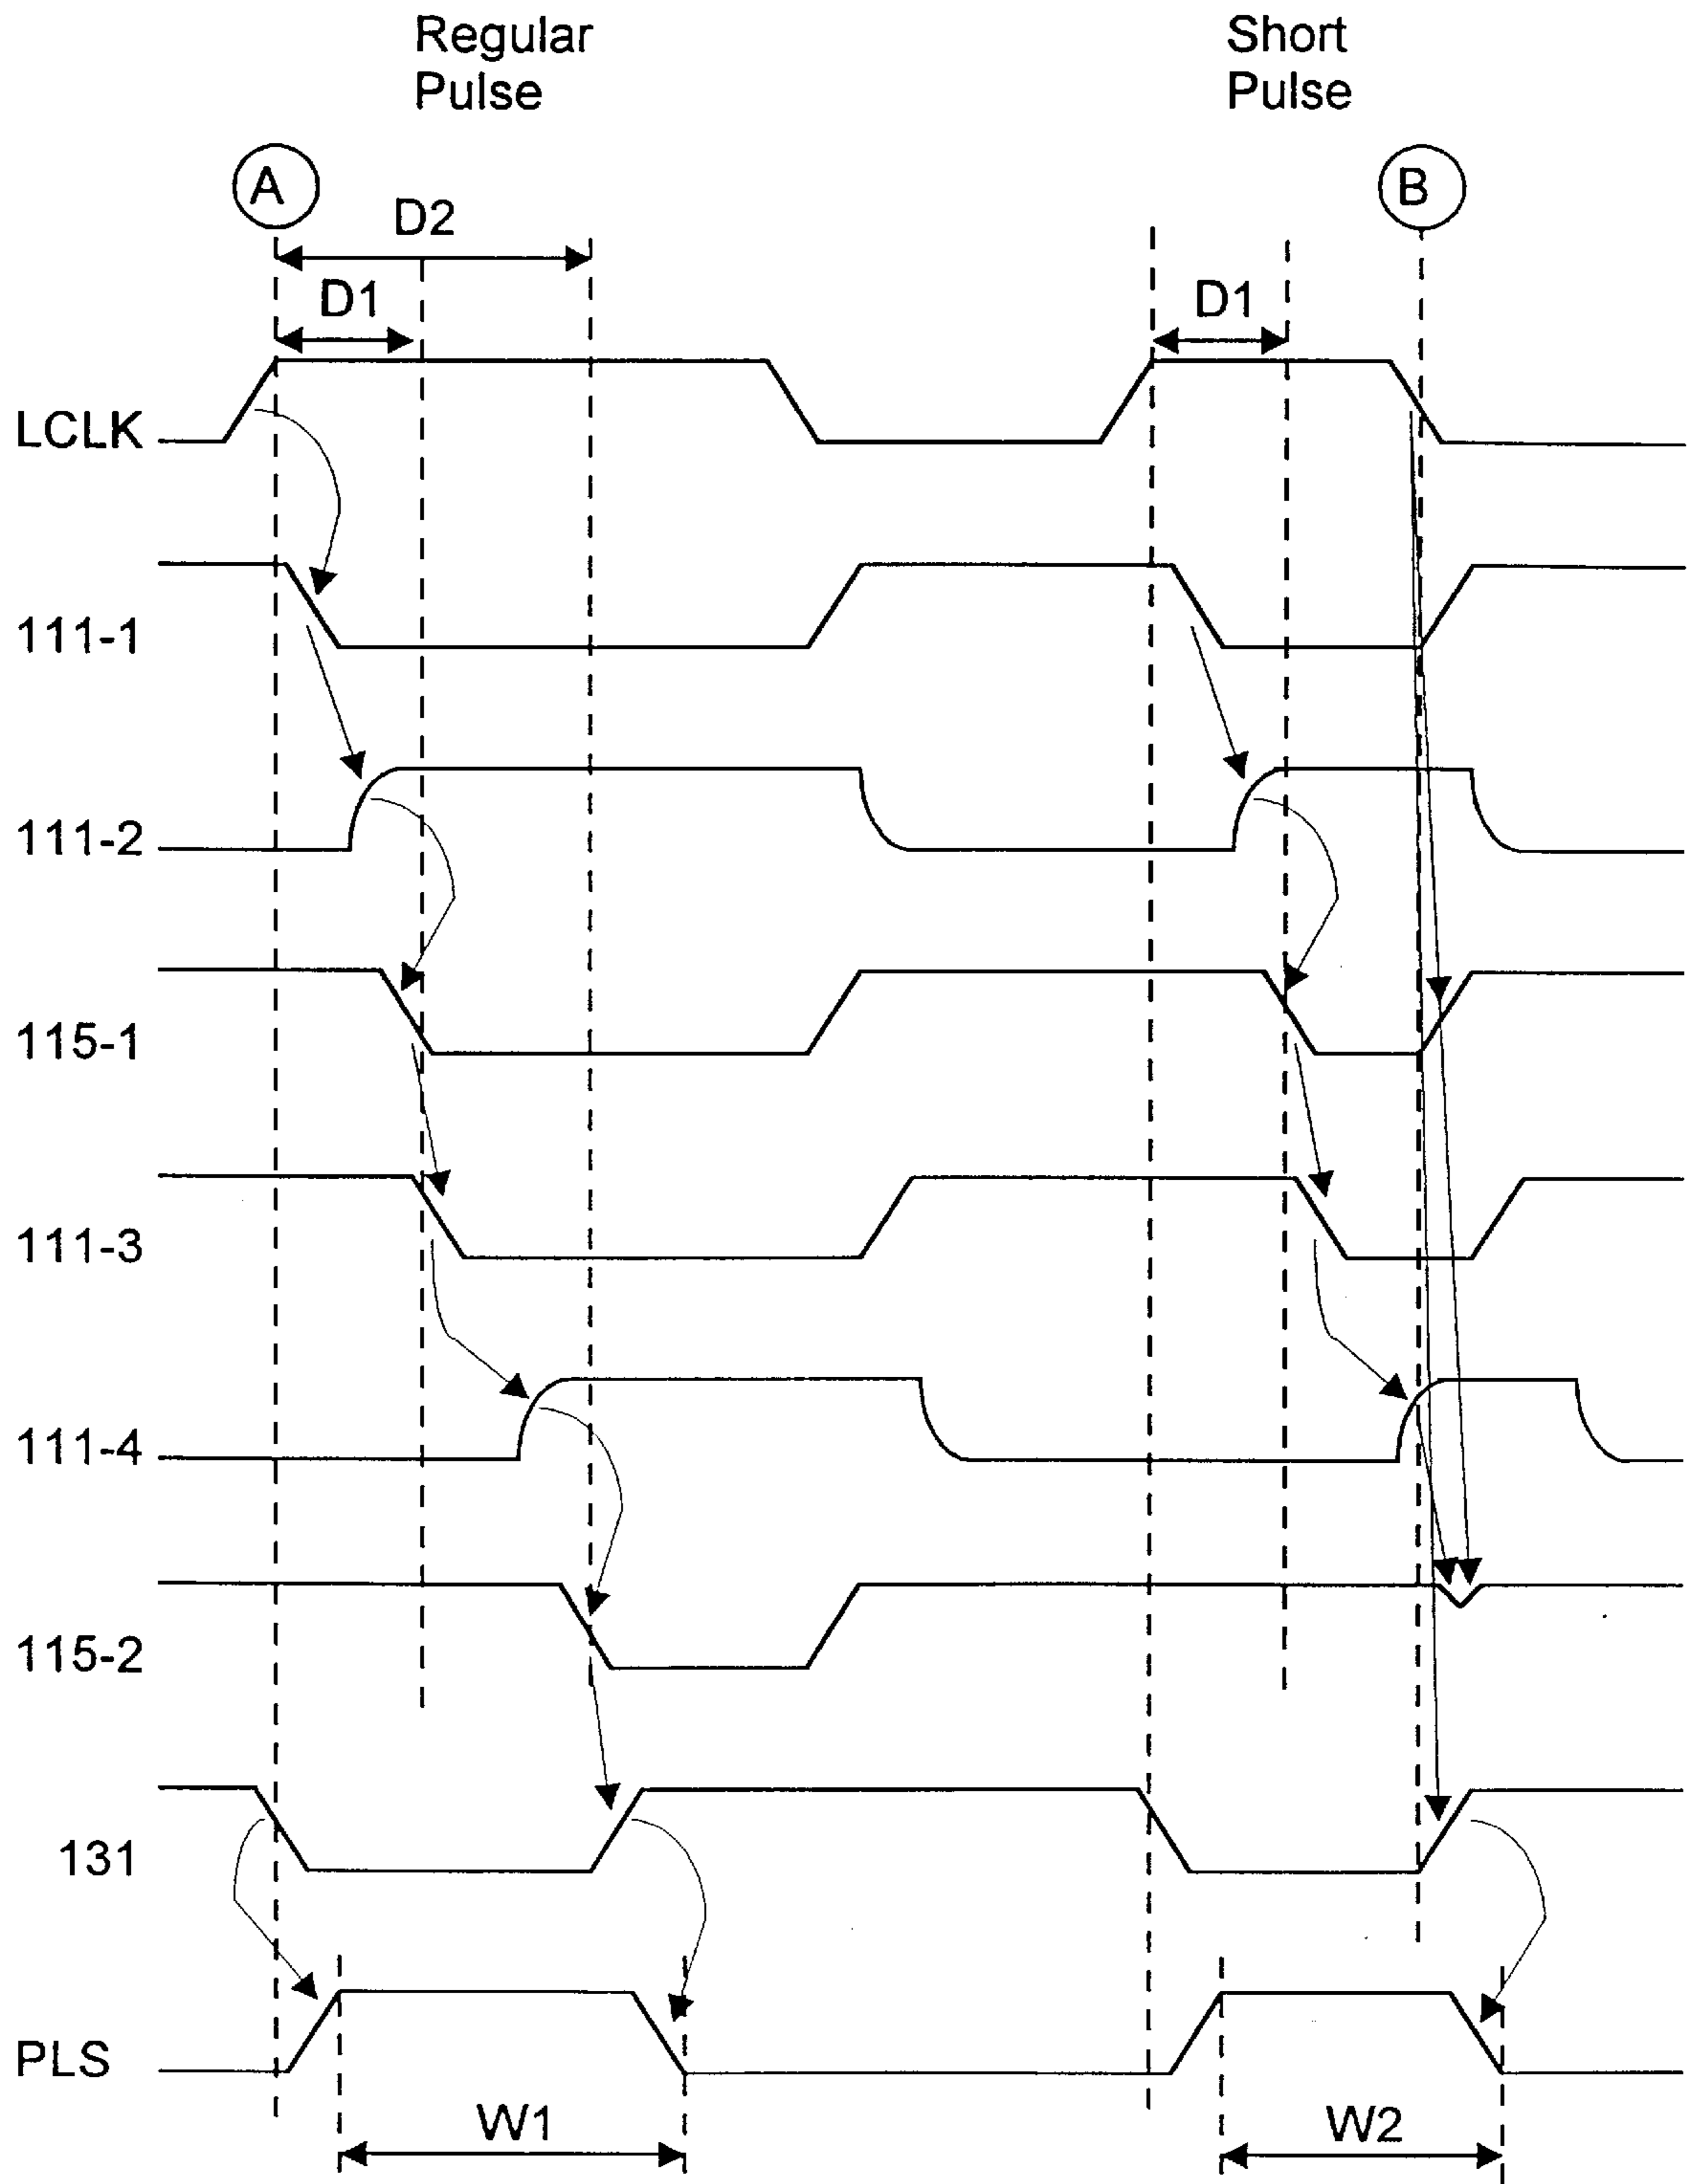 Regular
Pulse
Short
Pulse
A
B
D2
D1
D1
LCLK
111-1
111-2
115-1
111-3
111-4
115-2
131
PLS
W1
W2